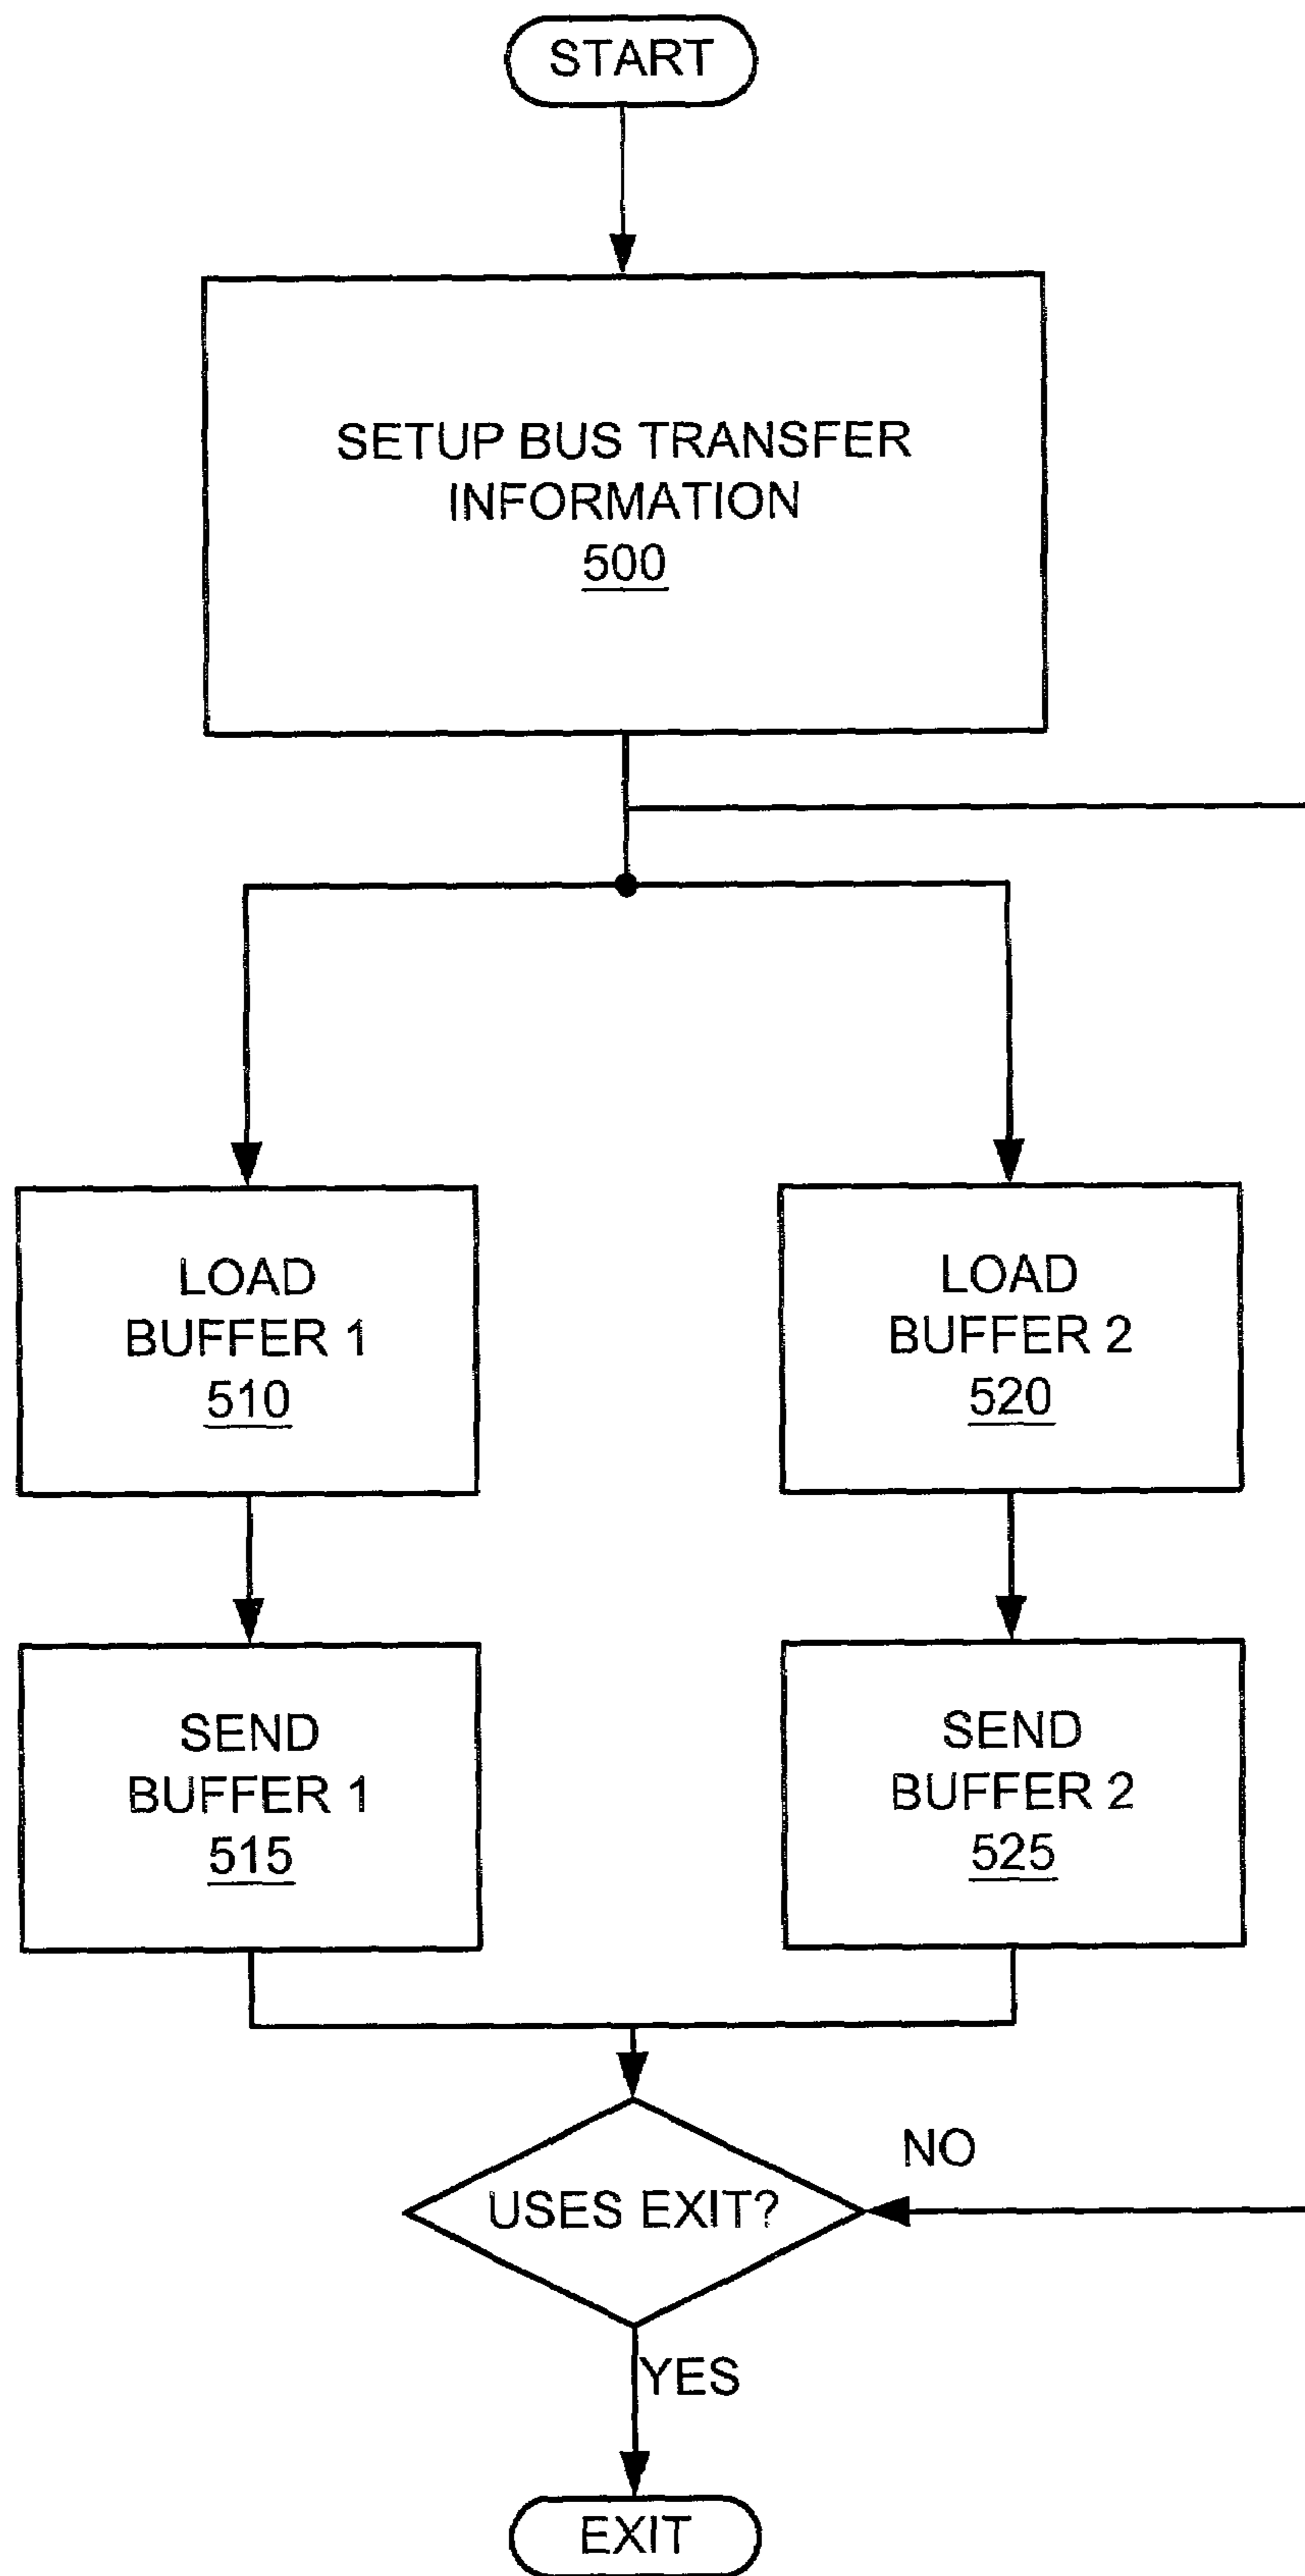 START
SETUP BUS TRANSFER
INFORMATION
500
LOAD
BUFFER 1
510
LOAD
BUFFER 2
520
SEND
BUFFER 1
515
SEND
BUFFER 2
525
NO
USES EXIT?
YES
EXIT